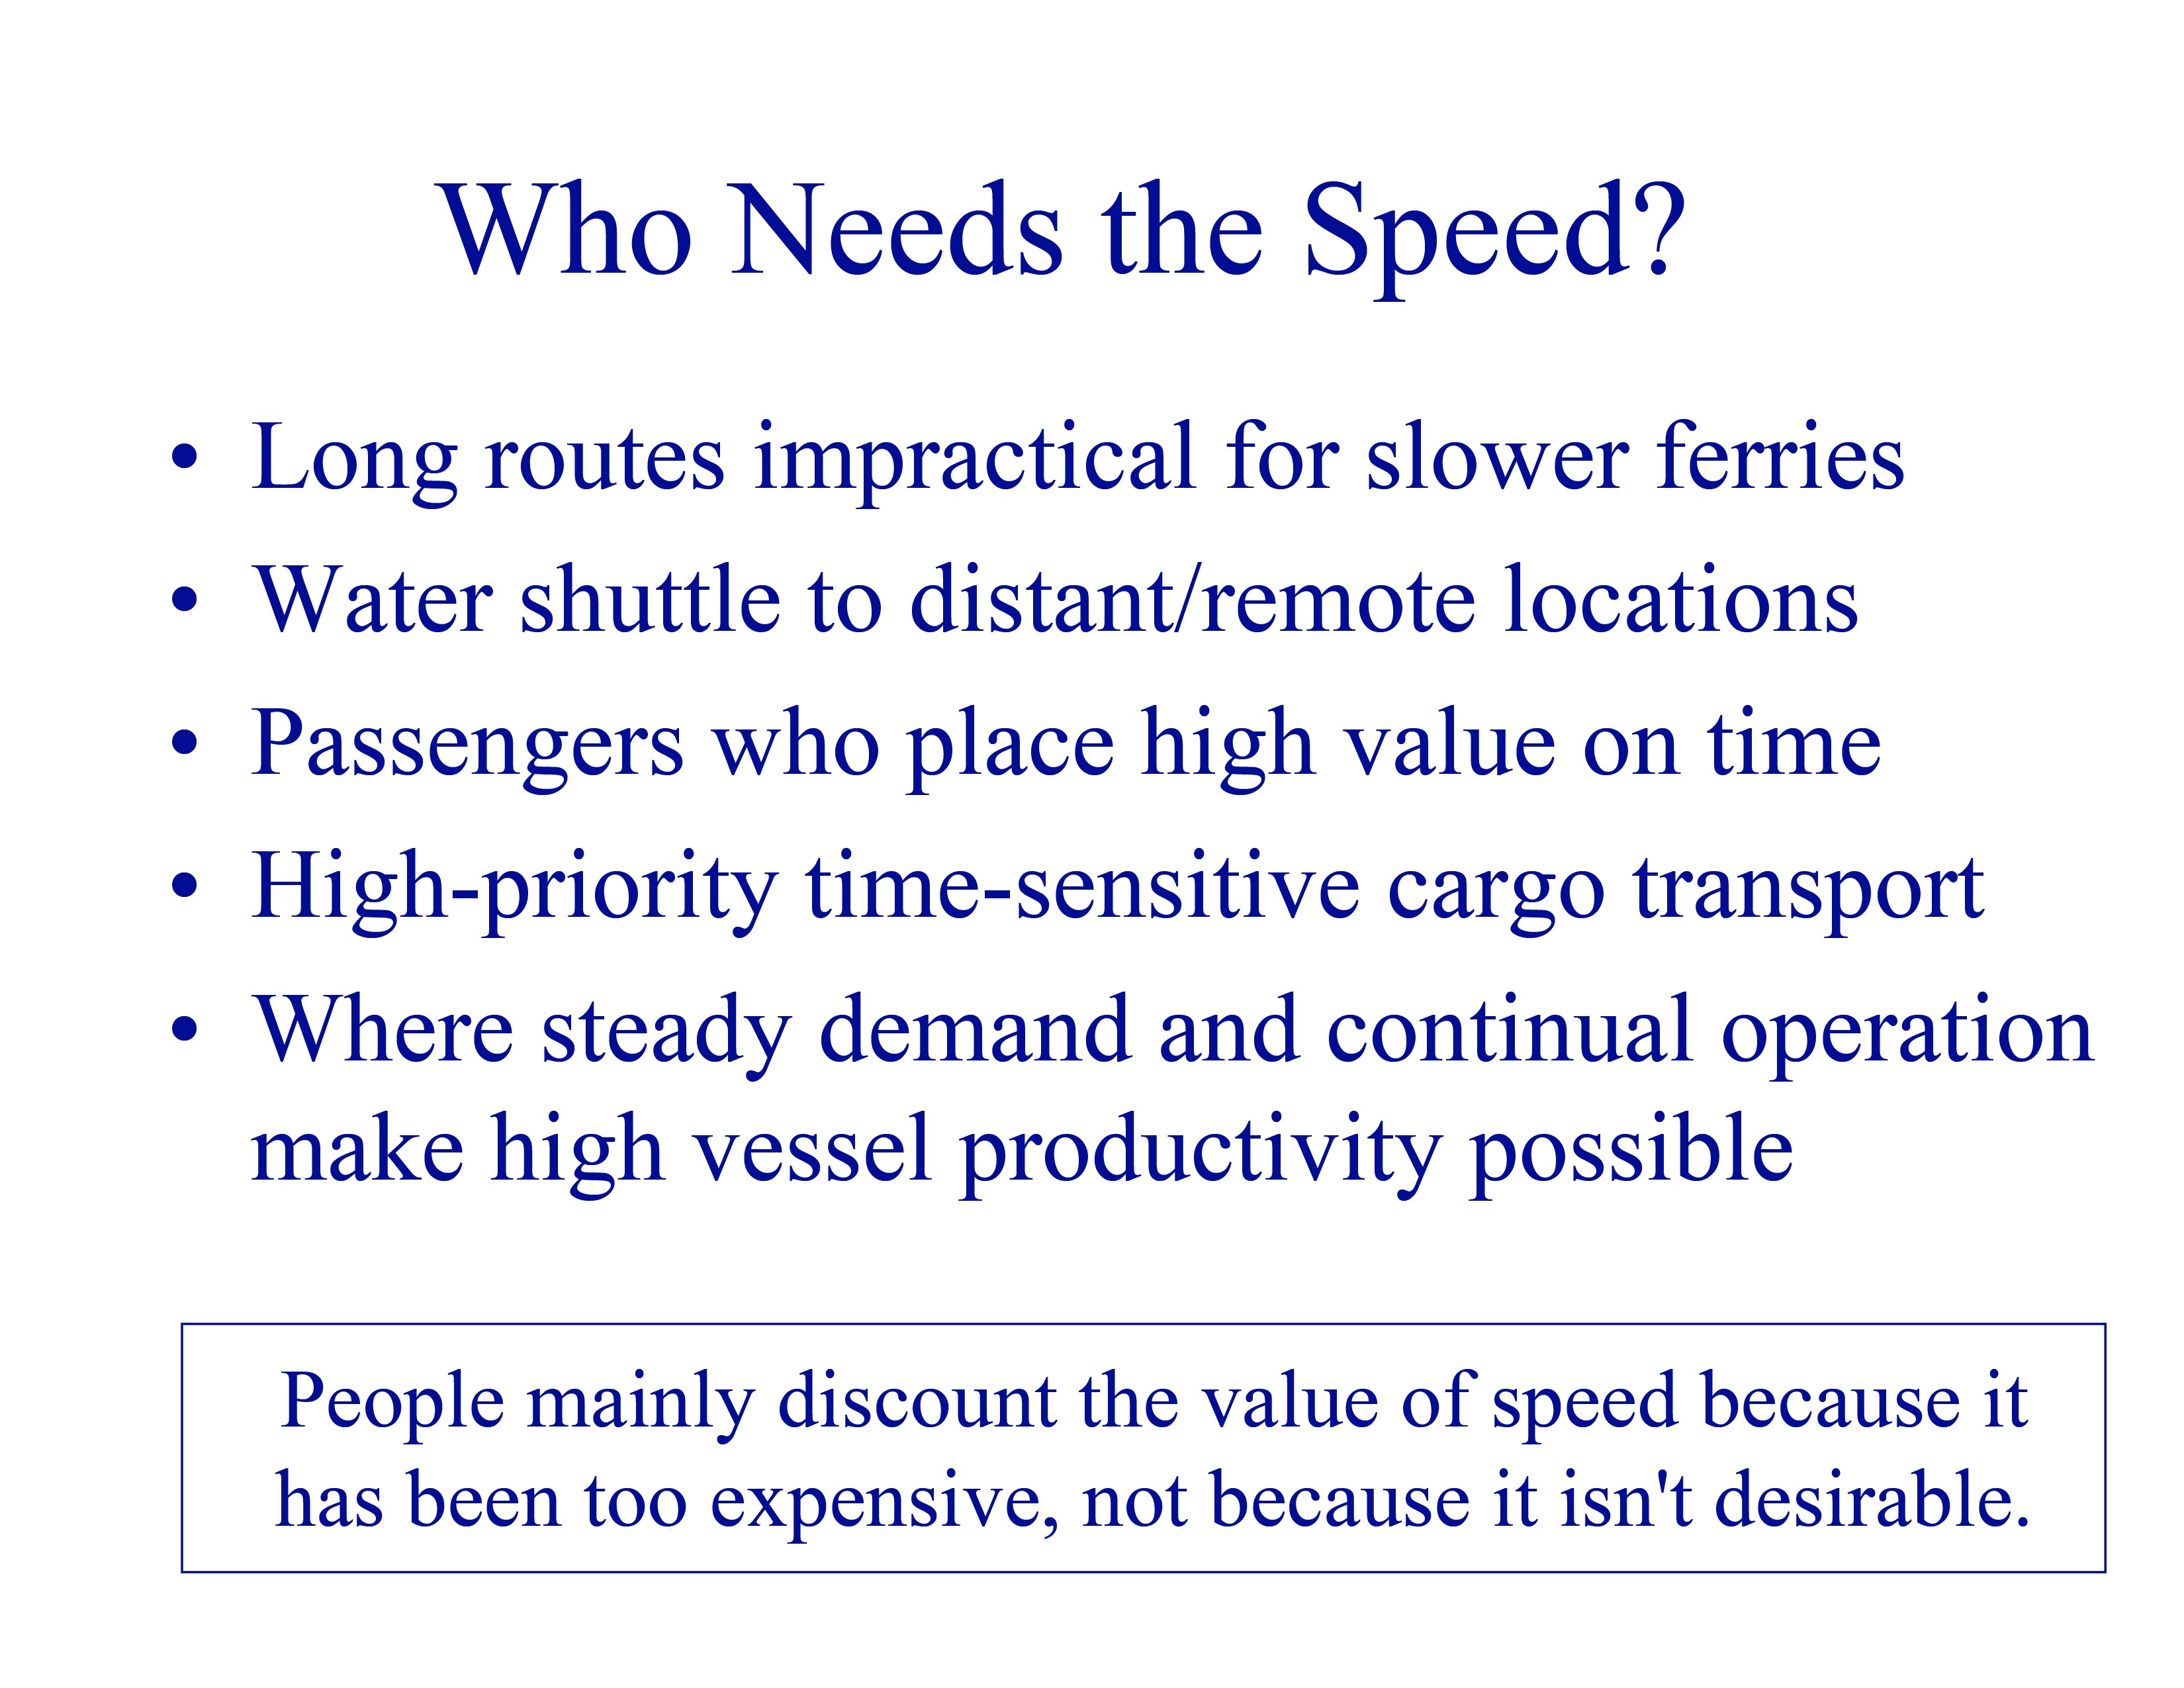 Who Needs the Speed?
• Long routes impractical for slower ferries
• Water shuttle to distant/remote locations
• Passengers who place high value on time
• High-priority time-sensitive cargo transport
• Where steady demand and continual operation
make high vessel productivity possible
People mainly discount the value of speed because it
has been too expensive, not because it isn't desirable.